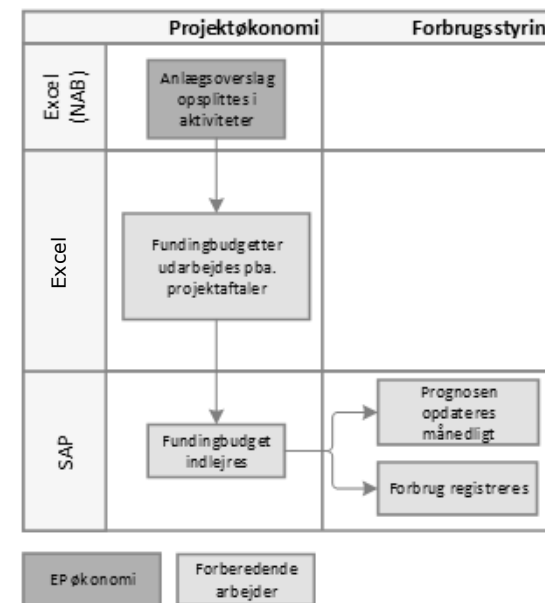 Projektøkonomi
Forbrugsstyrin
Excel
(NAB)
Anlægsoverslag
opsplittes i
aktiviteter
Excel
Fundingbudgetter
udarbejdes pba.
projektaftaler
SAP
Fundingbudget
indlejres
Prognosen
opdateres
månedligt
Forbrug registreres
EP økonomi
Forberedende
arbejder